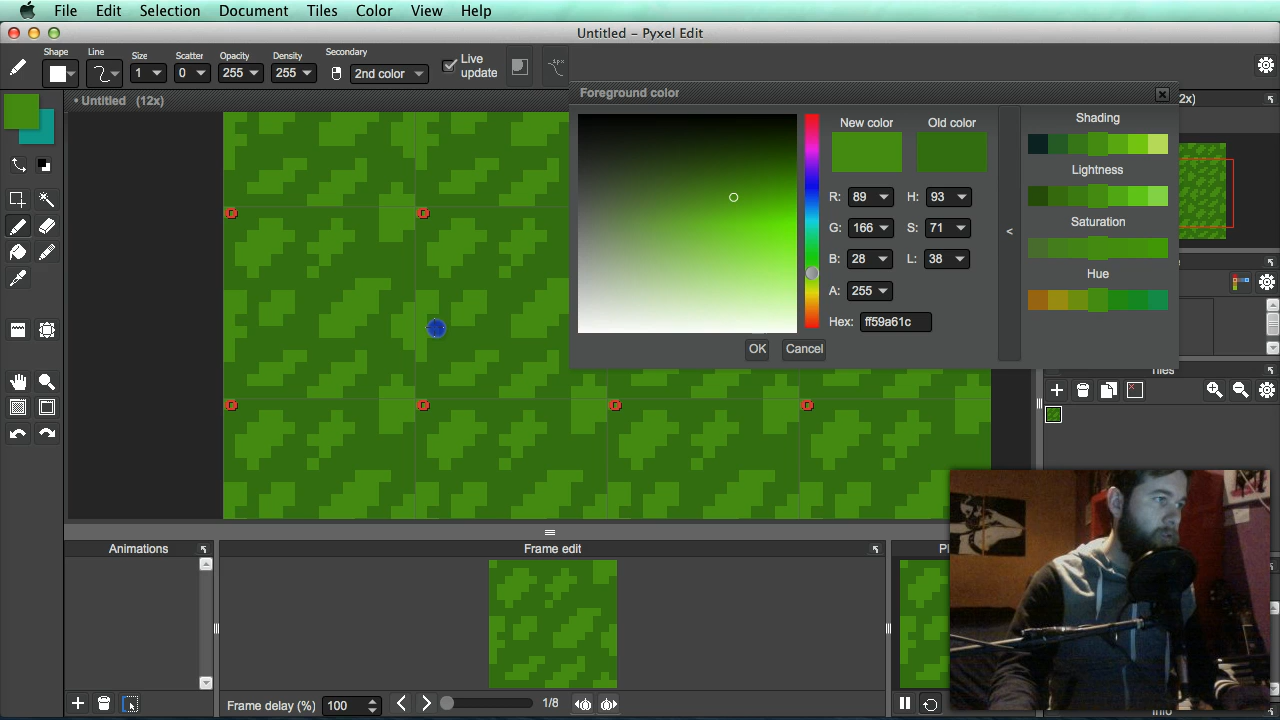 File Edit Selection Document Tiles Color View Help
Untitled – Pyxel Edit
Shape
Line
Size
Scatter
Opacity
Density
Secondary
1
0
255
255
2nd color
Live
update
• Untitled (12x)
Foreground color
New color
Old color
R: 89
H: 93
G: 166
S: 71
B: 28
L: 38
A: 255
Hex: ff59a61c
OK
Cancel
<
Shading
Lightness
Saturation
Hue
2x)
Tiles
Animations
Frame edit
Frame delay (%) 100
1/8
Info